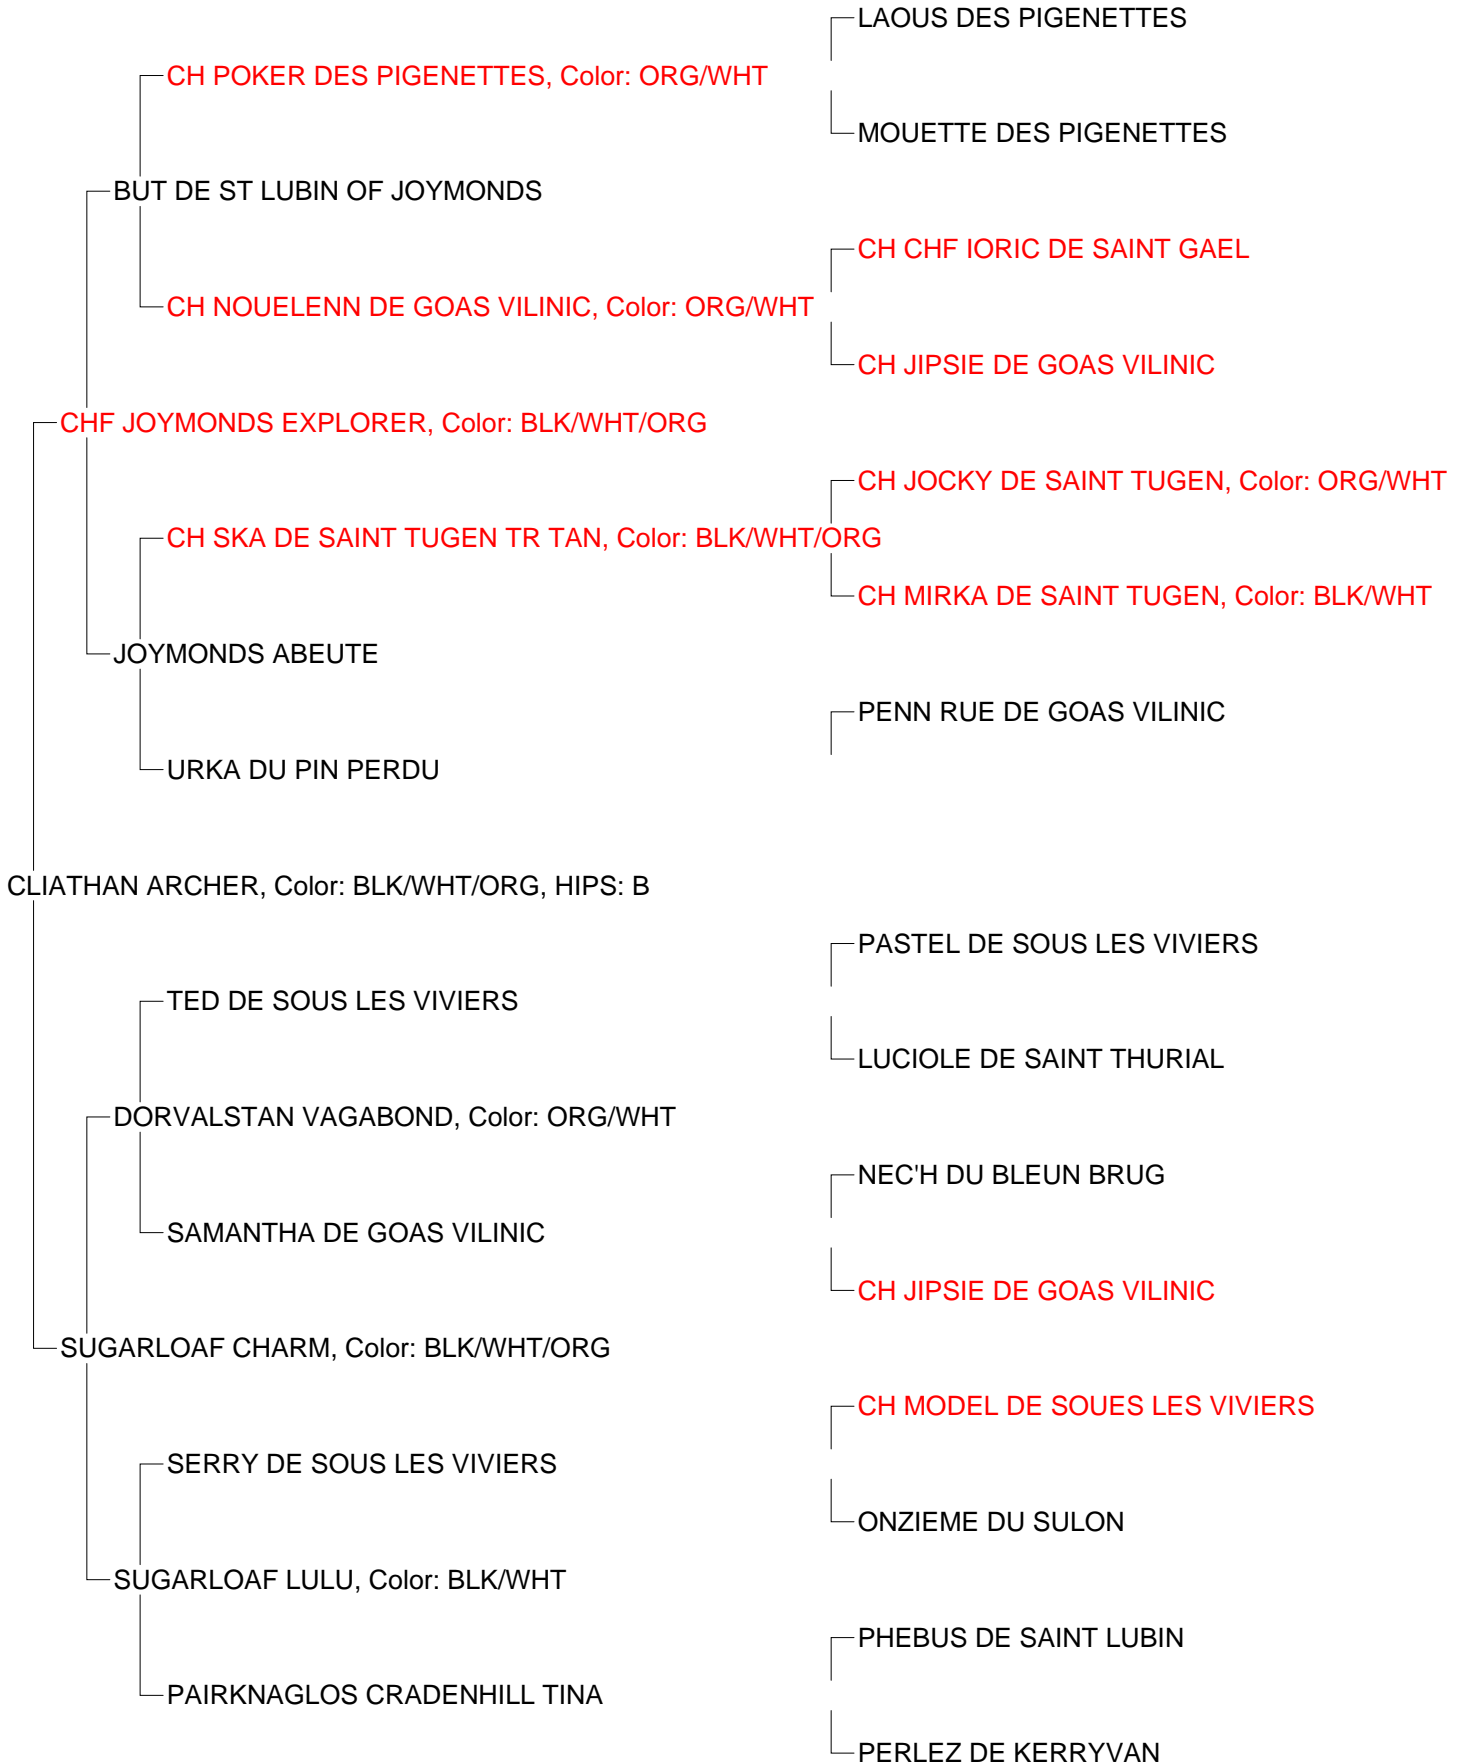 LAOUS DES PIGENETTES
CH POKER DES PIGENETTES, Color: ORG/WHT
MOUETTE DES PIGENETTES
BUT DE ST LUBIN OF JOYMONDS
CH CHF IORIC DE SAINT GAEL
CH NOUELENN DE GOAS VILINIC, Color: ORG/WHT
CH JIPSIE DE GOAS VILINIC
CHF JOYMONDS EXPLORER, Color: BLK/WHT/ORG
CH JOCKY DE SAINT TUGEN, Color: ORG/WHT
CH SKA DE SAINT TUGEN TR TAN, Color: BLK/WHT/ORG
CH MIRKA DE SAINT TUGEN, Color: BLK/WHT
JOYMONDS ABEUTE
PENN RUE DE GOAS VILINIC
URKA DU PIN PERDU
CLIATHAN ARCHER, Color: BLK/WHT/ORG, HIPS: B
PASTEL DE SOUS LES VIVIERS
TED DE SOUS LES VIVIERS
LUCIOLE DE SAINT THURIAL
DORVALSTAN VAGABOND, Color: ORG/WHT
NEC'H DU BLEUN BRUG
SAMANTHA DE GOAS VILINIC
CH JIPSIE DE GOAS VILINIC
SUGARLOAF CHARM, Color: BLK/WHT/ORG
CH MODEL DE SOUES LES VIVIERS
SERRY DE SOUS LES VIVIERS
ONZIEME DU SULON
SUGARLOAF LULU, Color: BLK/WHT
PHEBUS DE SAINT LUBIN
PAIRKNAGLOS CRADENHILL TINA
PERLEZ DE KERRYVAN